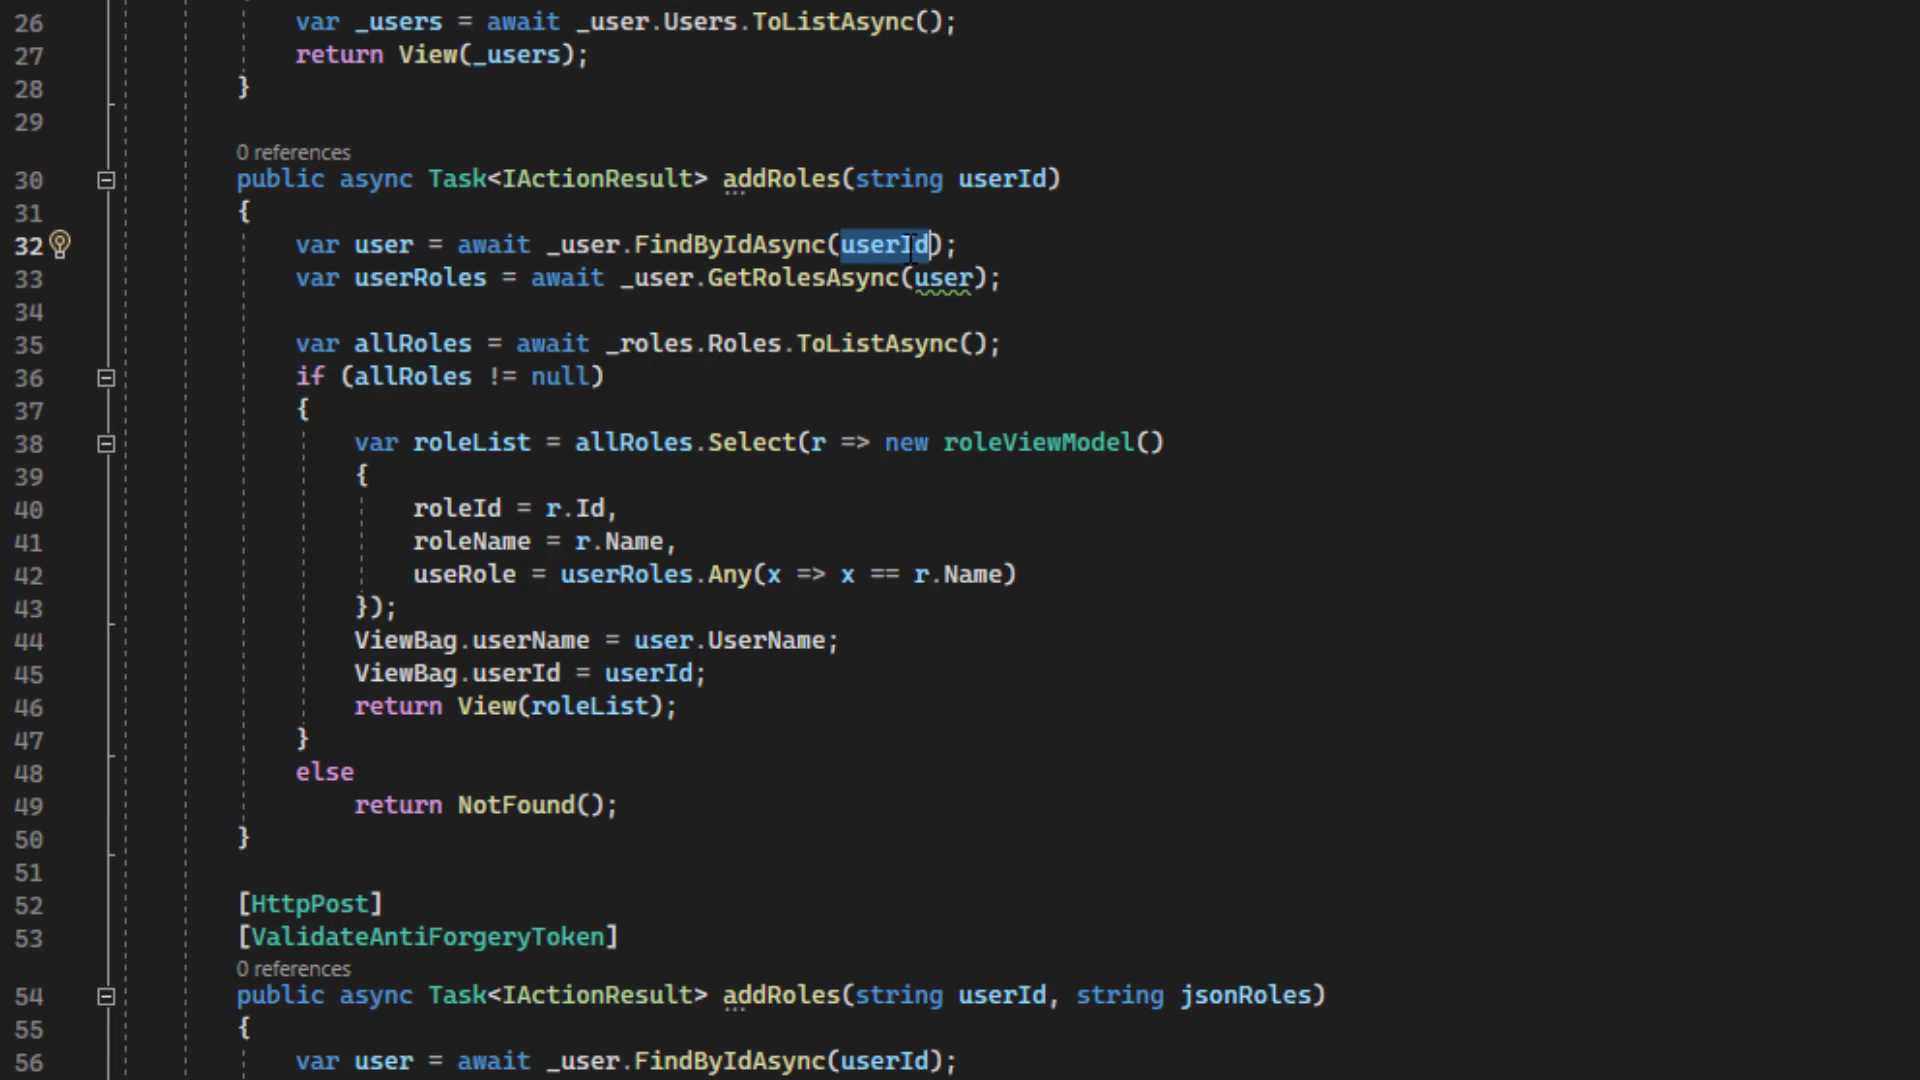 26 var _users = await _user.Users.ToListAsync();
27 return View(_users);
28 }
29
0 references
30 public async Task<IActionResult> addRoles(string userId)
31 {
32 var user = await _user.FindByIdAsync(userId);
33 var userRoles = await _user.GetRolesAsync(user);
34
35 var allRoles = await _roles.Roles.ToListAsync();
36 if (allRoles != null)
37 {
38 var roleList = allRoles.Select(r => new roleViewModel()
39 {
40 roleId = r.Id,
41 roleName = r.Name,
42 useRole = userRoles.Any(x => x == r.Name)
43 });
44 ViewBag.userName = user.UserName;
45 ViewBag.userId = userId;
46 return View(roleList);
47 }
48 else
49 return NotFound();
50 }
51
52 [HttpPost]
53 [ValidateAntiForgeryToken]
0 references
54 public async Task<IActionResult> addRoles(string userId, string jsonRoles)
55 {
56 var user = await _user.FindByIdAsync(userId);